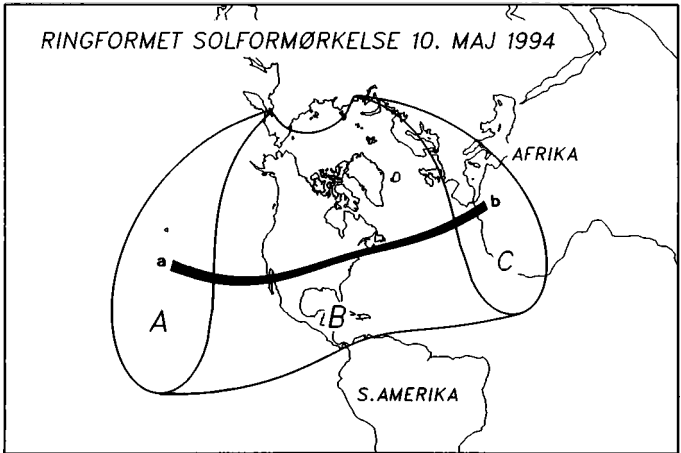 RINGFORMET SOLFORMØRKELSE 10. MAJ 1994
AFRIKA
b
a
C
A
B
S.AMERIKA